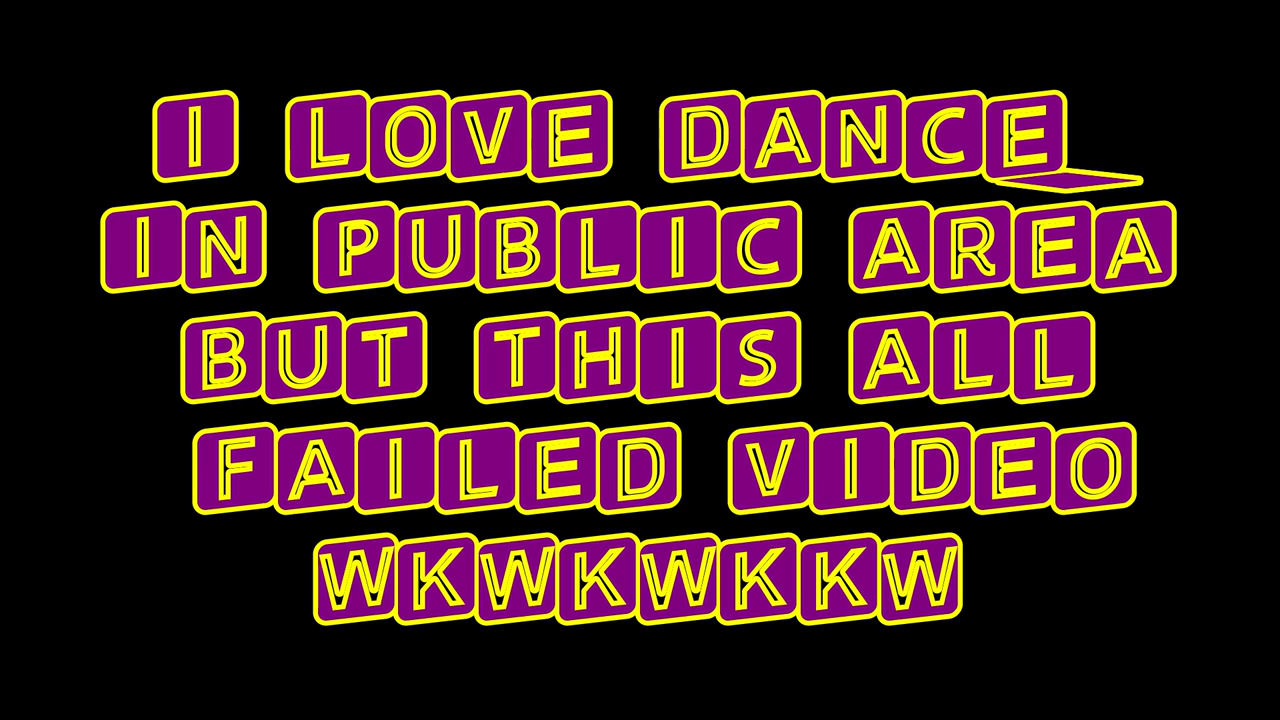 I LOVE DANCE
IN PUBLIC AREA
BUT THIS ALL
FAILED VIDEO
WKWKWKKW